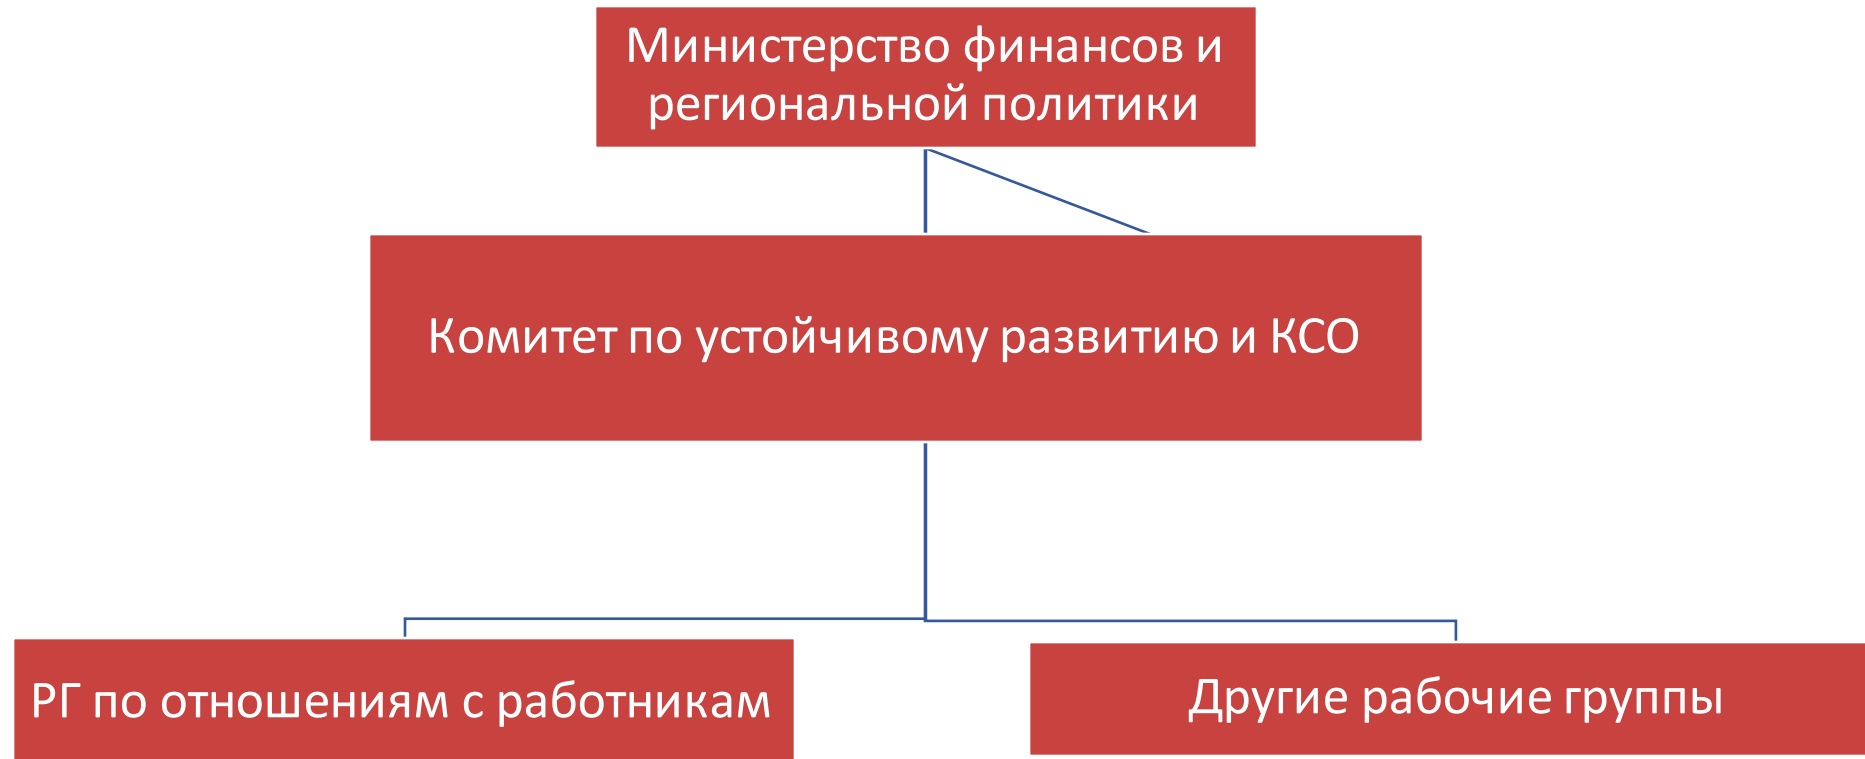 Министерство финансов и
региональной политики
Комитет по устойчивому развитию и КСО
РГ по отношениям с работникам
Другие рабочие группы